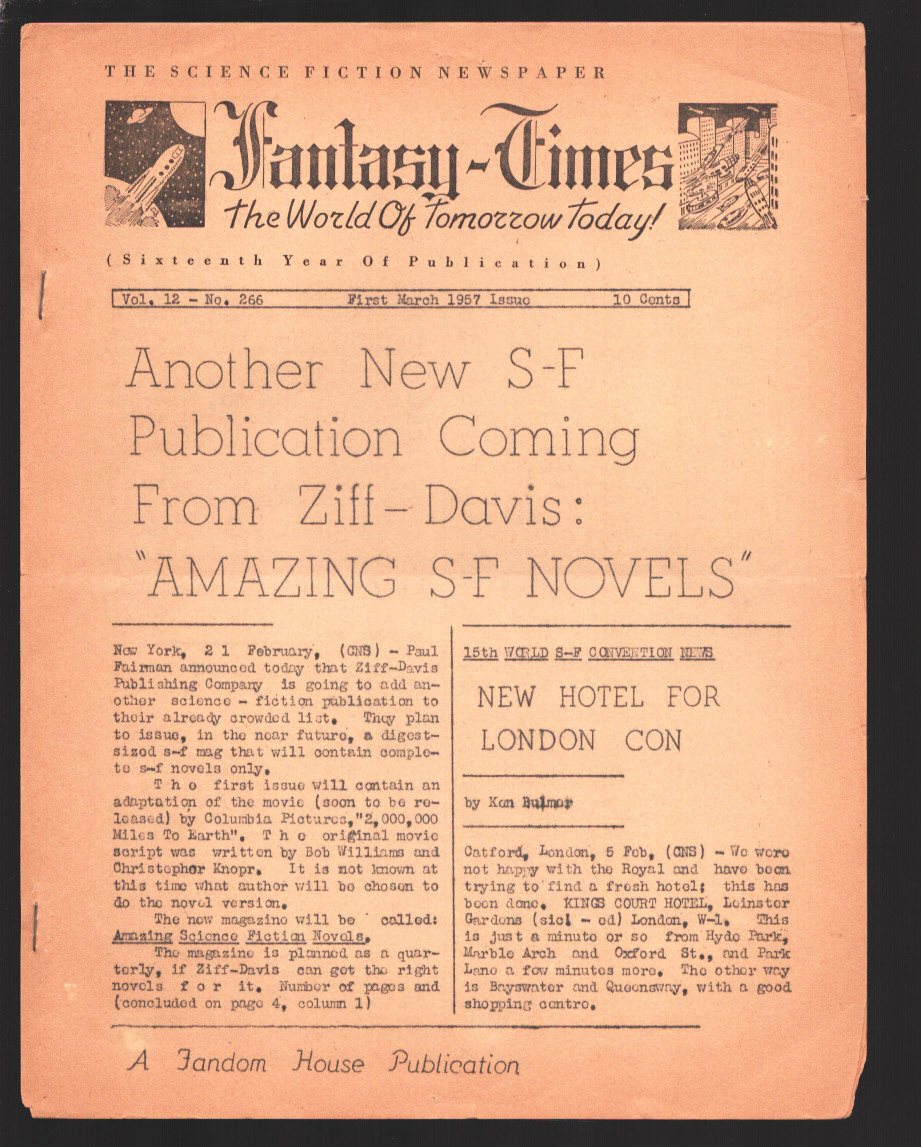 THE SCIENCE FICTION NEWSPAPER
Fantasy-Times
The World Of Tomorrow Today!
(Sixteenth Year Of Publication)
Vol. 12 - No. 266 First March 1957 Issue 10 Cents
Another New S-F
Publication Coming
From Ziff-Davis:
"AMAZING S-F NOVELS"
New York, 21 February, (CNS) - Paul
Fairman announced today that Ziff-Davis
Publishing Company is going to add an-
other science - fiction publication to
their already crowded list. They plan
to issue, in the near future, a digest-
sized s-f mag that will contain comple-
te s-f novels only.
The first issue will contain an
adaptation of the movie (soon to be re-
leased) by Columbia Pictures,"2,000,000
Miles To Earth". The original movie
script was written by Bob Williams and
Christopher Knopr. It is not known at
this time what author will be chosen to
do the novel version.
The new magazine will be called:
Amazing Science Fiction Novels.
The magazine is planned as a quar-
terly, if Ziff-Davis can get the right
novels for it. Number of pages and
(concluded on page 4, column 1)
15th WORLD S-F CONVENTION NEWS
NEW HOTEL FOR
LONDON CON
by Ken Bulmer
Catford, London, 5 Feb, (CNS) - We were
not happy with the Royal and have been
trying to find a fresh hotel; this has
been done. KINGS COURT HOTEL, Leinster
Gardens (sic! - ed) London, W-1. This
is just a minute or so from Hyde Park,
Marble Arch and Oxford St., and Park
Lane a few minutes more. The other way
is Bayswater and Queensway, with a good
shopping centre.
A Fandom House Publication